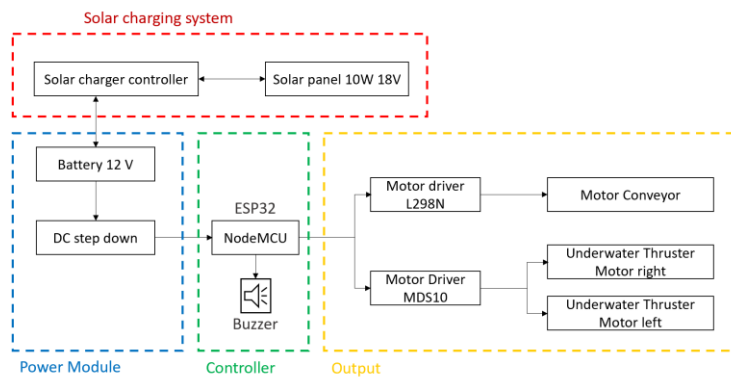 Solar charging system
Solar charger controller
Solar panel 10W 18V
Battery 12 V
DC step down
Power Module
ESP32
NodeMCU
Buzzer
Controller
Motor driver
L298N
Motor Conveyor
Motor Driver
MDS10
Underwater Thruster
Motor right
Underwater Thruster
Motor left
Output